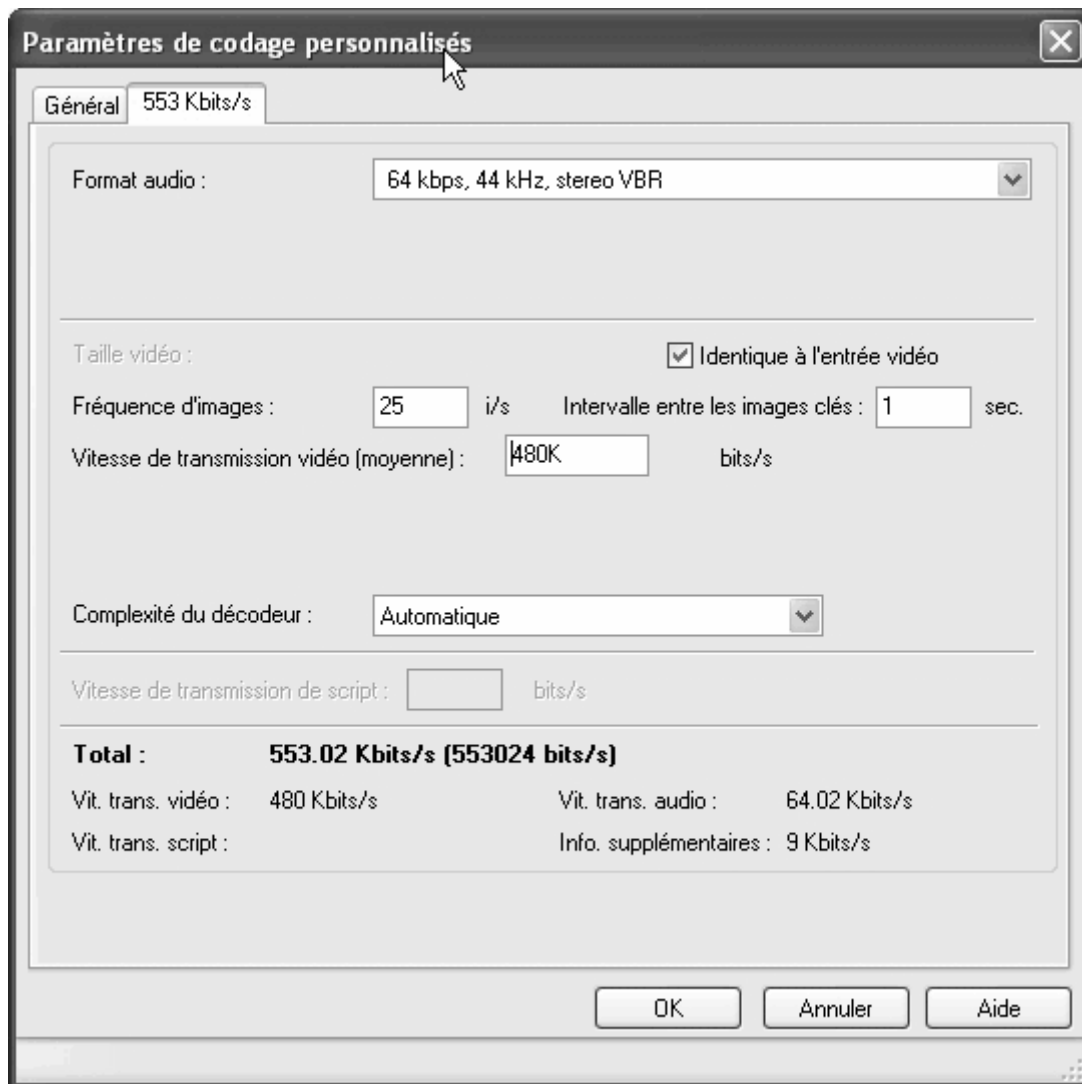 Paramètres de codage personnalisés
Général 553 Kbits/s
Format audio : 64 kbps, 44 kHz, stereo VBR
Taille vidéo : Identique à l'entrée vidéo
Fréquence d'images : 25 i/s Intervalle entre les images clés : 1 sec.
Vitesse de transmission vidéo (moyenne) : 480K bits/s
Complexité du décodeur : Automatique
Vitesse de transmission de script : bits/s
Total : 553.02 Kbits/s (553024 bits/s)
Vit. trans. vidéo : 480 Kbits/s Vit. trans. audio : 64.02 Kbits/s
Vit. trans. script : Info. supplémentaires : 9 Kbits/s
OK Annuler Aide